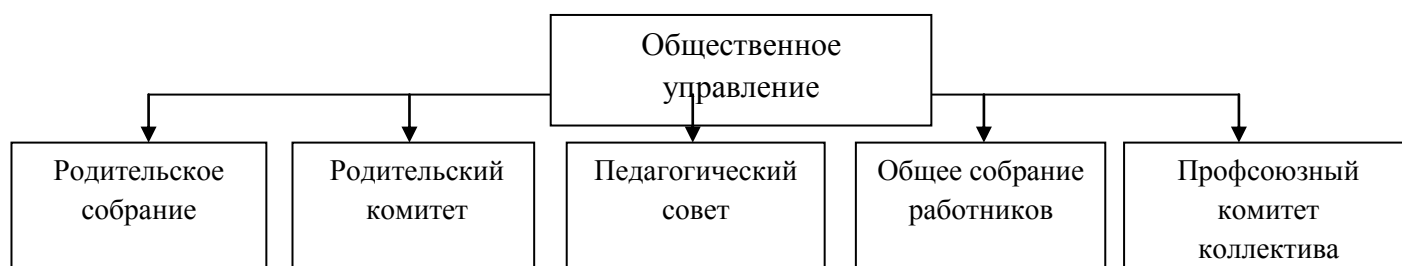 Общественное
управление
Родительское
собрание
Родительский
комитет
Педагогический
совет
Общее собрание
работников
Профсоюзный
комитет
коллектива